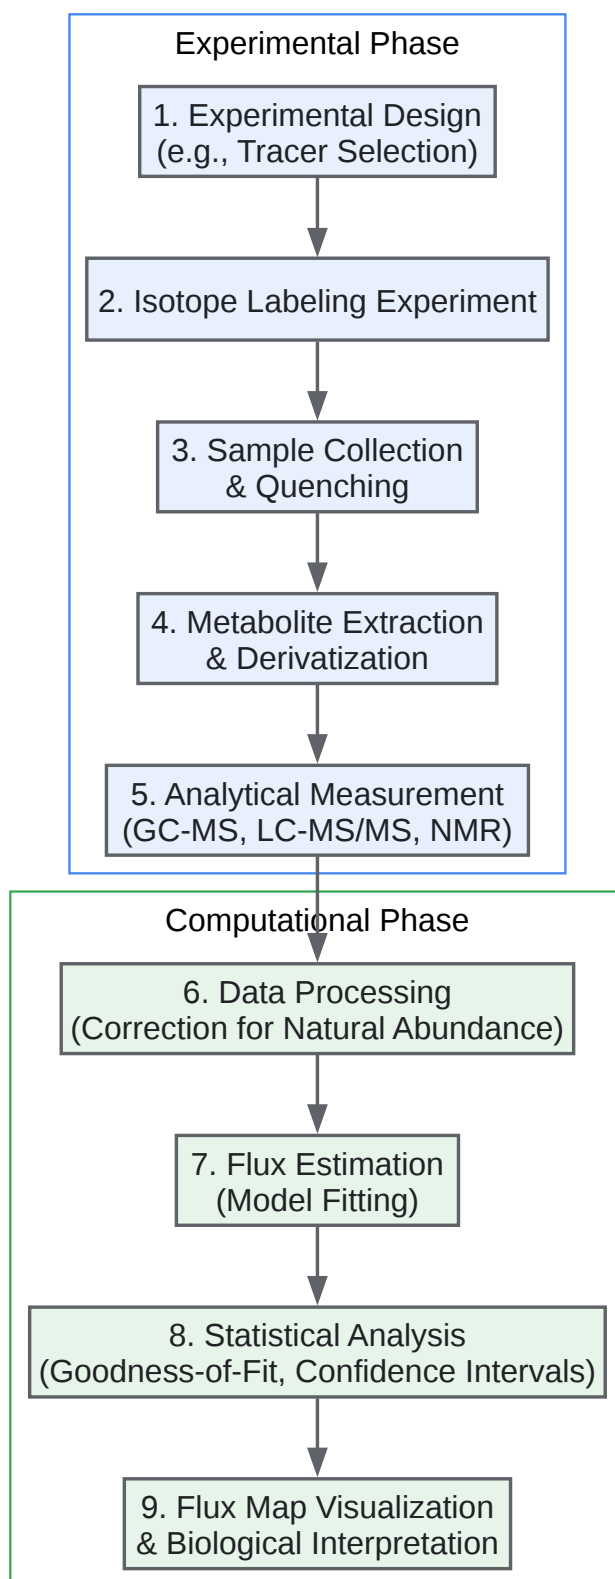 Experimental Phase
1. Experimental Design
(e.g., Tracer Selection)
2. Isotope Labeling Experiment
3. Sample Collection
& Quenching
4. Metabolite Extraction
& Derivatization
5. Analytical Measurement
(GC-MS, LC-MS/MS, NMR)
Computational Phase
6. Data Processing
(Correction for Natural Abundance)
7. Flux Estimation
(Model Fitting)
8. Statistical Analysis
(Goodness-of-Fit, Confidence Intervals)
9. Flux Map Visualization
& Biological Interpretation